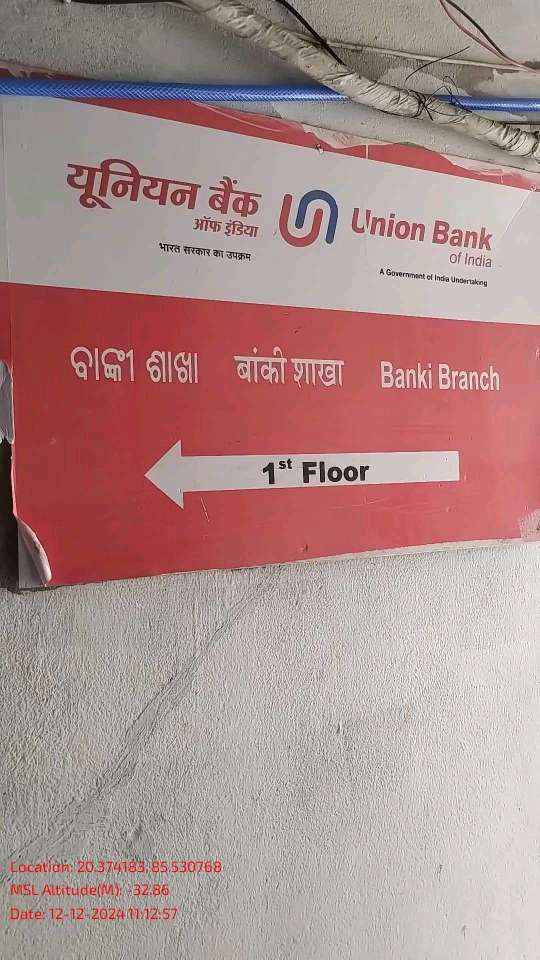 यूनियन बैंक
ऑफ इंडिया
भारत सरकार का उपक्रम
Union Bank
of India
A Government of India Undertaking
ବାଙ୍କୀ ଶାଖା बांकी शाखा Banki Branch
1st Floor
Location: 20.374183, 85.530768
MSL Altitude(M): -32.86
Date: 12-12-2024 11:12:57